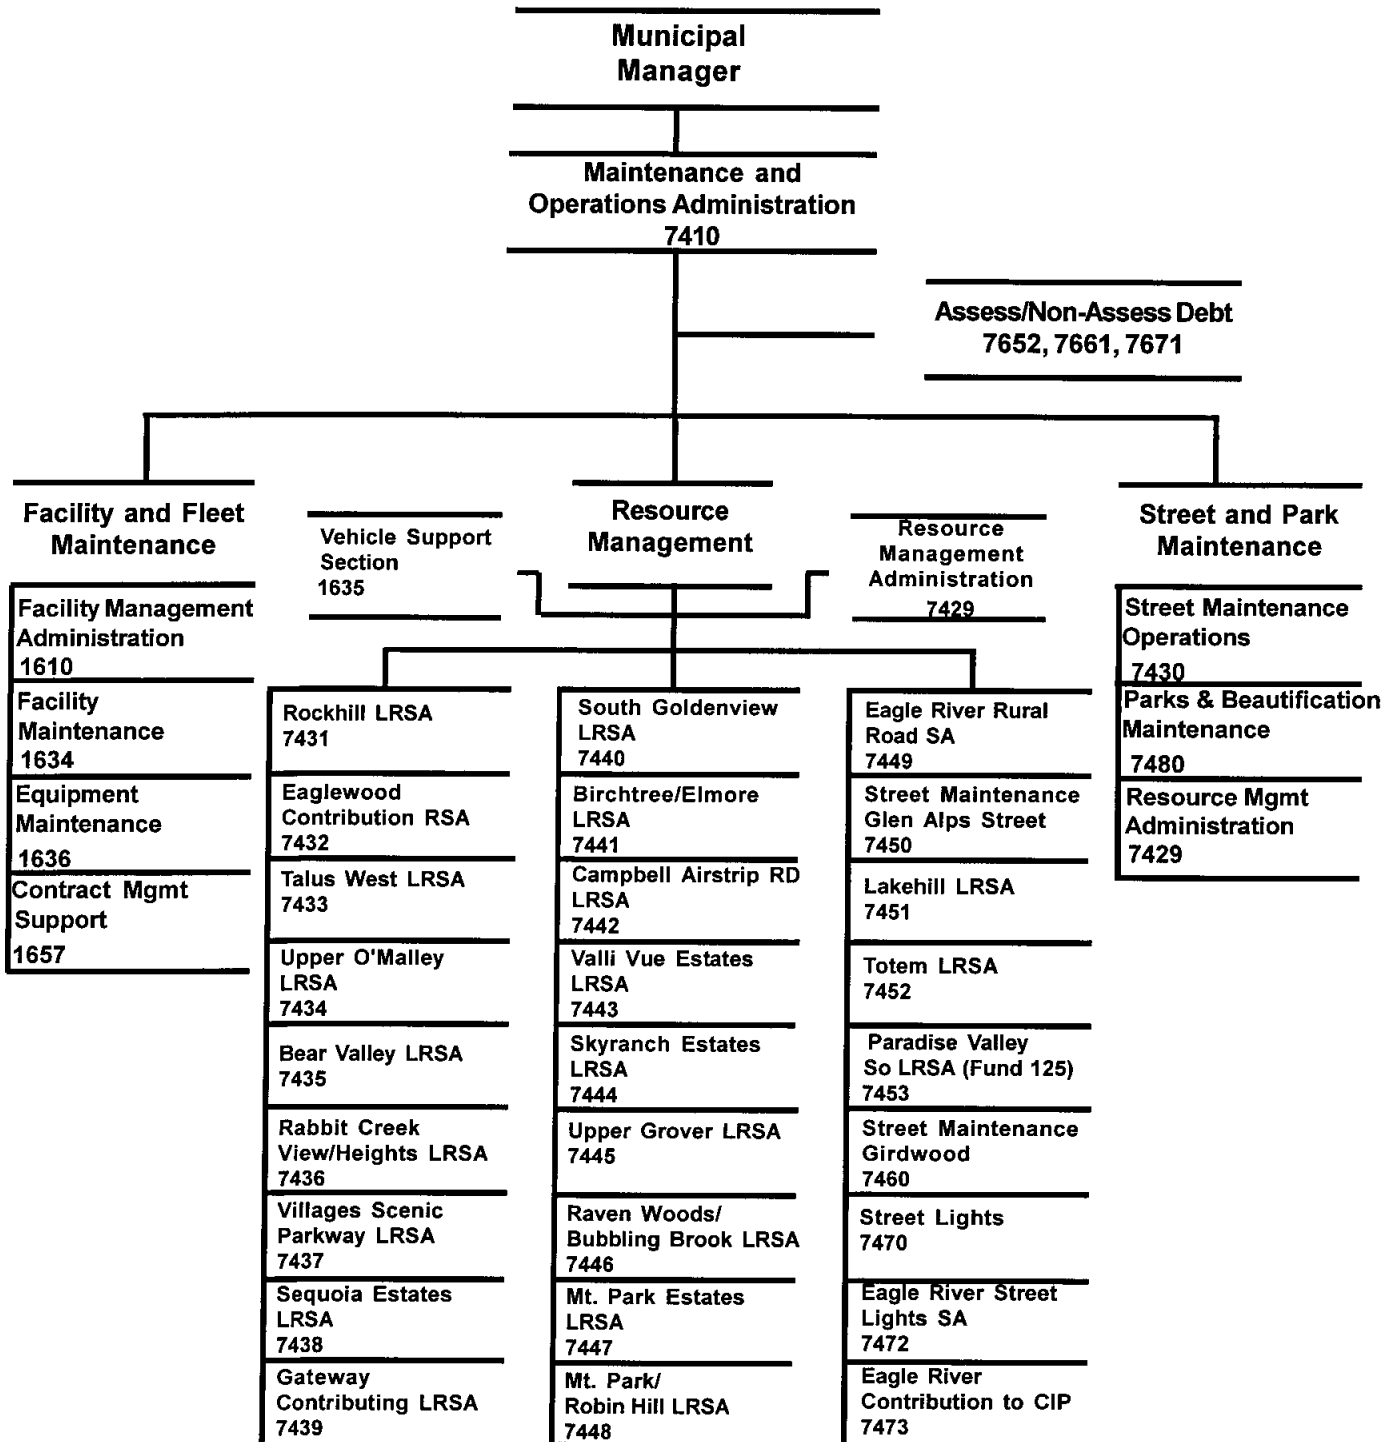 Municipal
Manager
Maintenance and
Operations Administration
7410
Assess/Non-Assess Debt
7652, 7661, 7671
Facility and Fleet
Maintenance
Facility Management
Administration
1610
Facility
Maintenance
1634
Equipment
Maintenance
1636
Contract Mgmt
Support
1657
Vehicle Support
Section
1635
Resource
Management
Resource
Management
Administration
7429
Street and Park
Maintenance
Street Maintenance
Operations
7430
Parks & Beautification
Maintenance
7480
Resource Mgmt
Administration
7429
Rockhill LRSA
7431
Eaglewood
Contribution RSA
7432
Talus West LRSA
7433
Upper O'Malley
LRSA
7434
Bear Valley LRSA
7435
Rabbit Creek
View/Heights LRSA
7436
Villages Scenic
Parkway LRSA
7437
Sequoia Estates
LRSA
7438
Gateway
Contributing LRSA
7439
South Goldenview
LRSA
7440
Birchtree/Elmore
LRSA
7441
Campbell Airstrip RD
LRSA
7442
Valli Vue Estates
LRSA
7443
Skyranch Estates
LRSA
7444
Upper Grover LRSA
7445
Raven Woods/
Bubbling Brook LRSA
7446
Mt. Park Estates
LRSA
7447
Mt. Park/
Robin Hill LRSA
7448
Eagle River Rural
Road SA
7449
Street Maintenance
Glen Alps Street
7450
Lakehill LRSA
7451
Totem LRSA
7452
Paradise Valley
So LRSA (Fund 125)
7453
Street Maintenance
Girdwood
7460
Street Lights
7470
Eagle River Street
Lights SA
7472
Eagle River
Contribution to CIP
7473